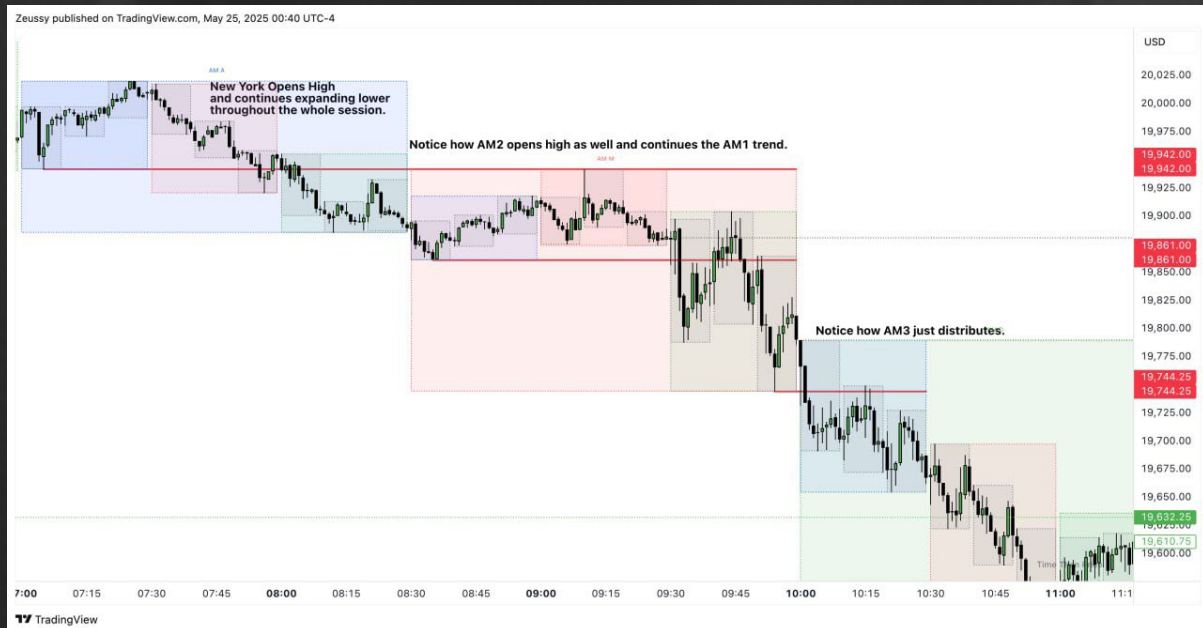 Zeussy published on TradingView.com, May 25, 2025 00:40 UTC-4
USD
AM A
New York Opens High
and continues expanding lower
throughout the whole session.
Notice how AM2 opens high as well and continues the AM1 trend.
AM M
Notice how AM3 just distributes.
20,025.00
20,000.00
19,975.00
19,942.00
19,942.00
19,925.00
19,900.00
19,861.00
19,861.00
19,850.00
19,825.00
19,800.00
19,775.00
19,744.25
19,744.25
19,725.00
19,700.00
19,675.00
19,650.00
19,632.25
19,625.00
19,610.75
19,600.00
7:00 07:15 07:30 07:45 08:00 08:15 08:30 08:45 09:00 09:15 09:30 09:45 10:00 10:15 10:30 10:45 11:00 11:1
TradingView